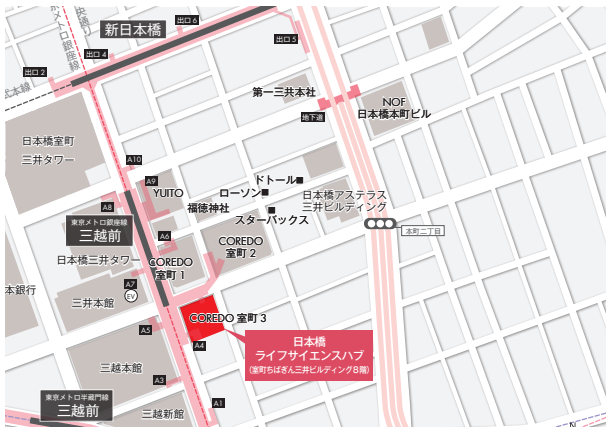 新日本橋
出口 6
出口 5
出口 4
出口 2
メトロ銀座線
第一三共本社
NOF
日本橋本町ビル
地下道
日本橋室町
三井タワー
A10
A9
YUITO
ドトール
ローソン
スターバックス
福徳神社
日本橋アステラス
三井ビルディング
A8
東京メトロ銀座線
三越前
A6
本町二丁目
日本橋三井タワー
COREDO
室町 1
COREDO
室町 2
A7
EV
三井本館
本銀行
COREDO 室町 3
A5
A4
日本橋
ライフサイエンスハブ
(室町ちばぎん三井ビルディング8階)
三越本館
A3
東京メトロ半蔵門線
三越前
三越新館
A1
N